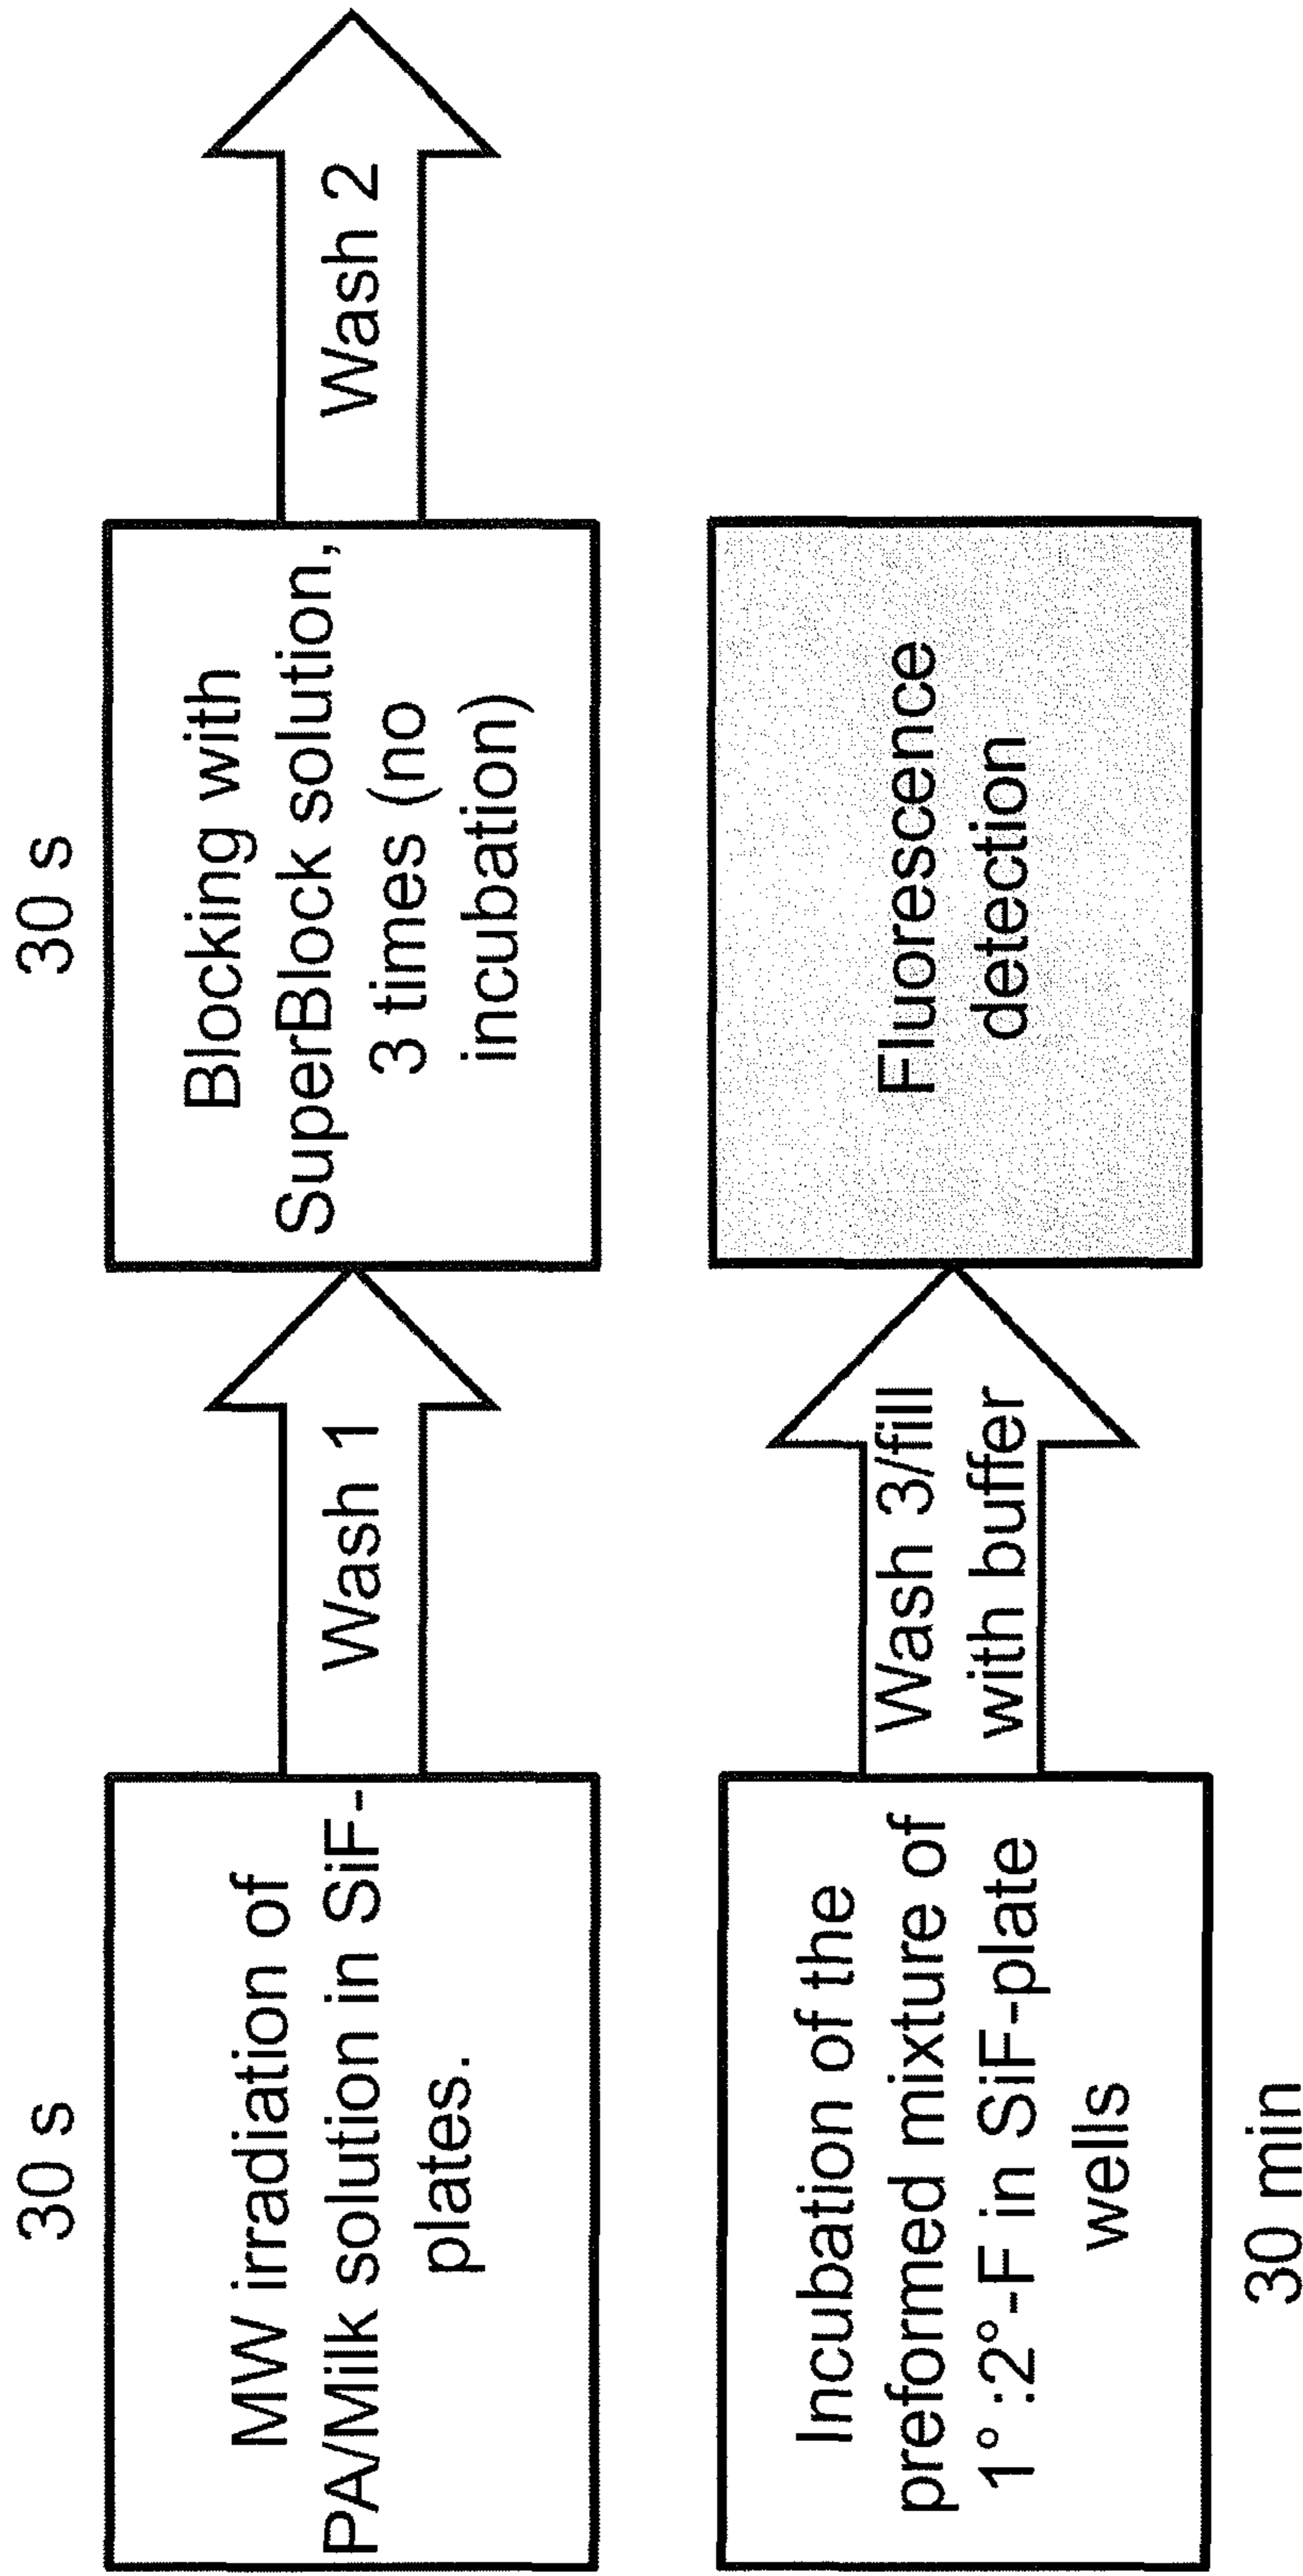 30 s
MW irradiation of
PA/Milk solution in SiF-
plates.
Wash 1
30 s
Blocking with
SuperBlock solution,
3 times (no
incubation)
Wash 2
Incubation of the
preformed mixture of
1° :2°-F in SiF-plate
wells
30 min
Wash 3/fill
with buffer
Fluorescence
detection